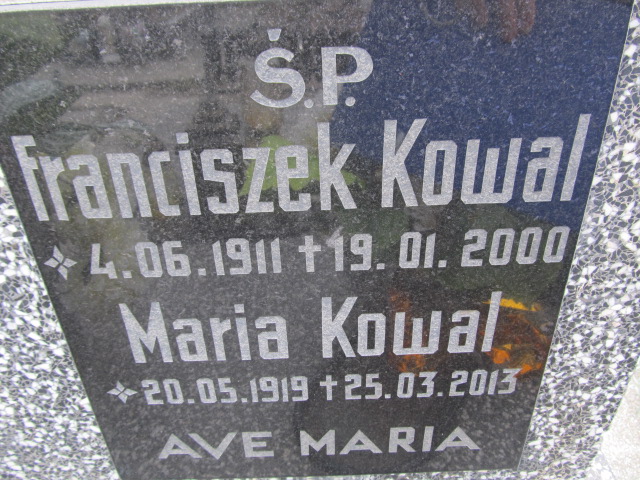 Ś.P.
Franciszek Kowal
4.06.1911 † 19.01.2000
Maria Kowal
20.05.1919 † 25.03.2013
AVE MARIA